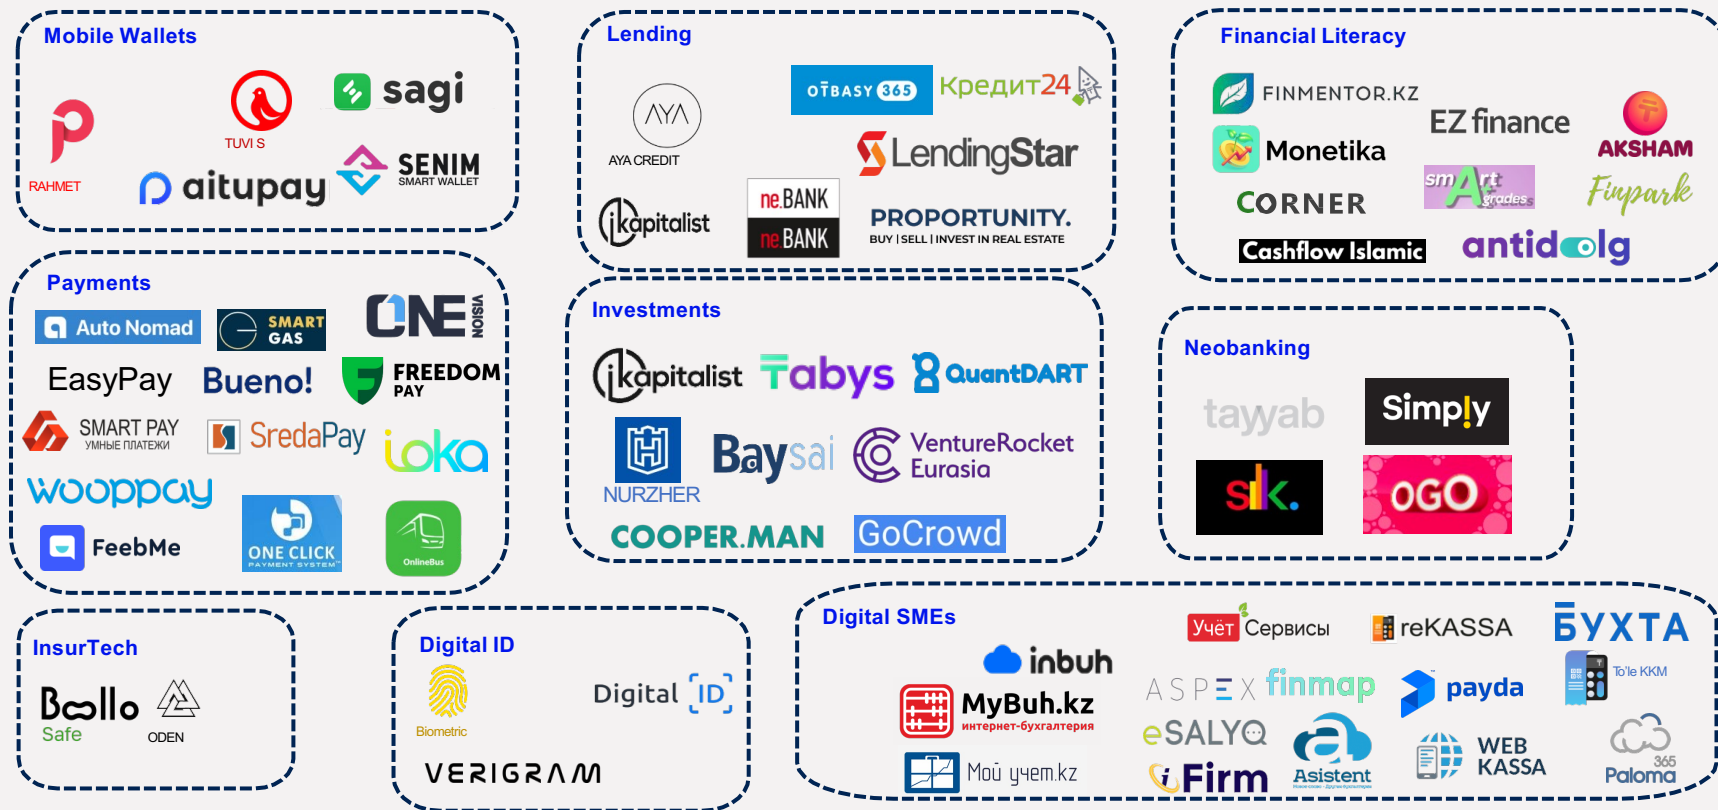 Mobile Wallets
RAHMET
TUVI S
sagi
aitupay
SENIM
SMART WALLET
Lending
AYA
AYA CREDIT
OTBASY 365
Кредит24
LendingStar
kapitalist
ne.BANK
ne.BANK
PROPORTUNITY.
BUY | SELL | INVEST IN REAL ESTATE
Financial Literacy
FINMENTOR.KZ
EZ finance
AKSHAM
Monetika
CORNER
smArt
grades
Finpark
Cashflow Islamic
antidolg
Payments
Auto Nomad
SMART
GAS
ONE
VISION
EasyPay
Bueno!
FREEDOM
PAY
SMART PAY
УМНЫЕ ПЛАТЕЖИ
SredaPay
ioka
wooppay
FeebMe
ONE CLICK
PAYMENT SYSTEM
OnlineBus
Investments
kapitalist
Tabys
QuantDART
NURZHER
Baysai
VentureRocket
Eurasia
COOPER.MAN
GoCrowd
Neobanking
tayyab
Simp!y
silk.
OGO
InsurTech
Boollo
Safe
ODEN
Digital ID
Biometric
Digital ID
VERIGRAM
Digital SMEs
Учёт Сервисы
reKASSA
БУХТА
inbuh
MyBuh.kz
интернет-бухгалтерия
ASPEX
finmap
payda
To'le KKM
eSALYQ
Мой учет.kz
iFirm
Asistent
WEB
KASSA
365
Paloma